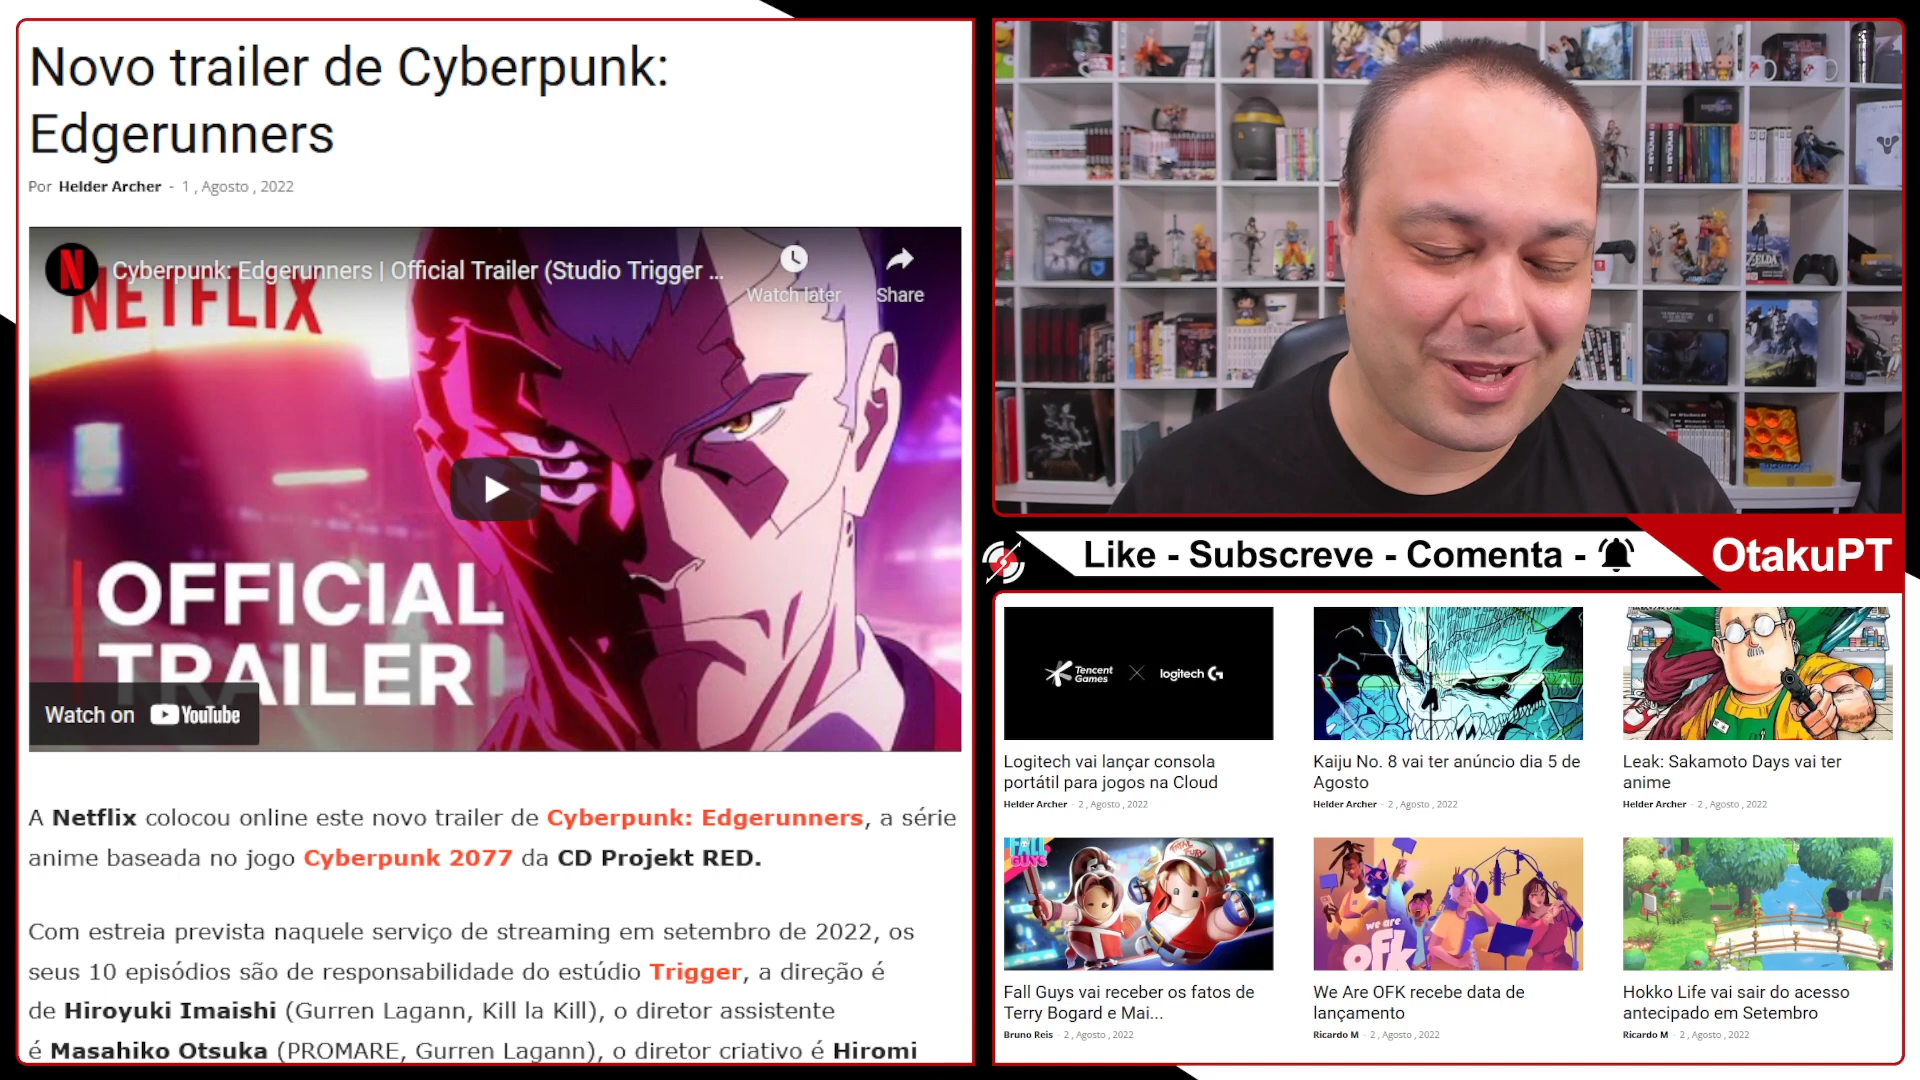 Novo trailer de Cyberpunk:
Edgerunners
Por Helder Archer - 1 , Agosto , 2022
Cyberpunk: Edgerunners | Official Trailer (Studio Trigger ...
Watch later
Share
NETFLIX
OFFICIAL
TRAILER
Watch on YouTube
A Netflix colocou online este novo trailer de Cyberpunk: Edgerunners, a série
anime baseada no jogo Cyberpunk 2077 da CD Projekt RED.
Com estreia prevista naquele serviço de streaming em setembro de 2022, os
seus 10 episódios são de responsabilidade do estúdio Trigger, a direção é
de Hiroyuki Imaishi (Gurren Lagann, Kill la Kill), o diretor assistente
é Masahiko Otsuka (PROMARE, Gurren Lagann), o diretor criativo é Hiromi
ZELDA
Like - Subscreve - Comenta -
OtakuPT
Tencent
Games
logitech G
Logitech vai lançar consola
portátil para jogos na Cloud
Helder Archer - 2 , Agosto , 2022
Kaiju No. 8 vai ter anúncio dia 5 de
Agosto
Helder Archer - 2 , Agosto , 2022
Leak: Sakamoto Days vai ter
anime
Helder Archer - 2 , Agosto , 2022
FALL
GUYS
FATAL FURY
Fall Guys vai receber os fatos de
Terry Bogard e Mai...
Bruno Reis - 2 , Agosto , 2022
we are
OFK
We Are OFK recebe data de
lançamento
Ricardo M - 2 , Agosto , 2022
Hokko Life vai sair do acesso
antecipado em Setembro
Ricardo M - 2 , Agosto , 2022